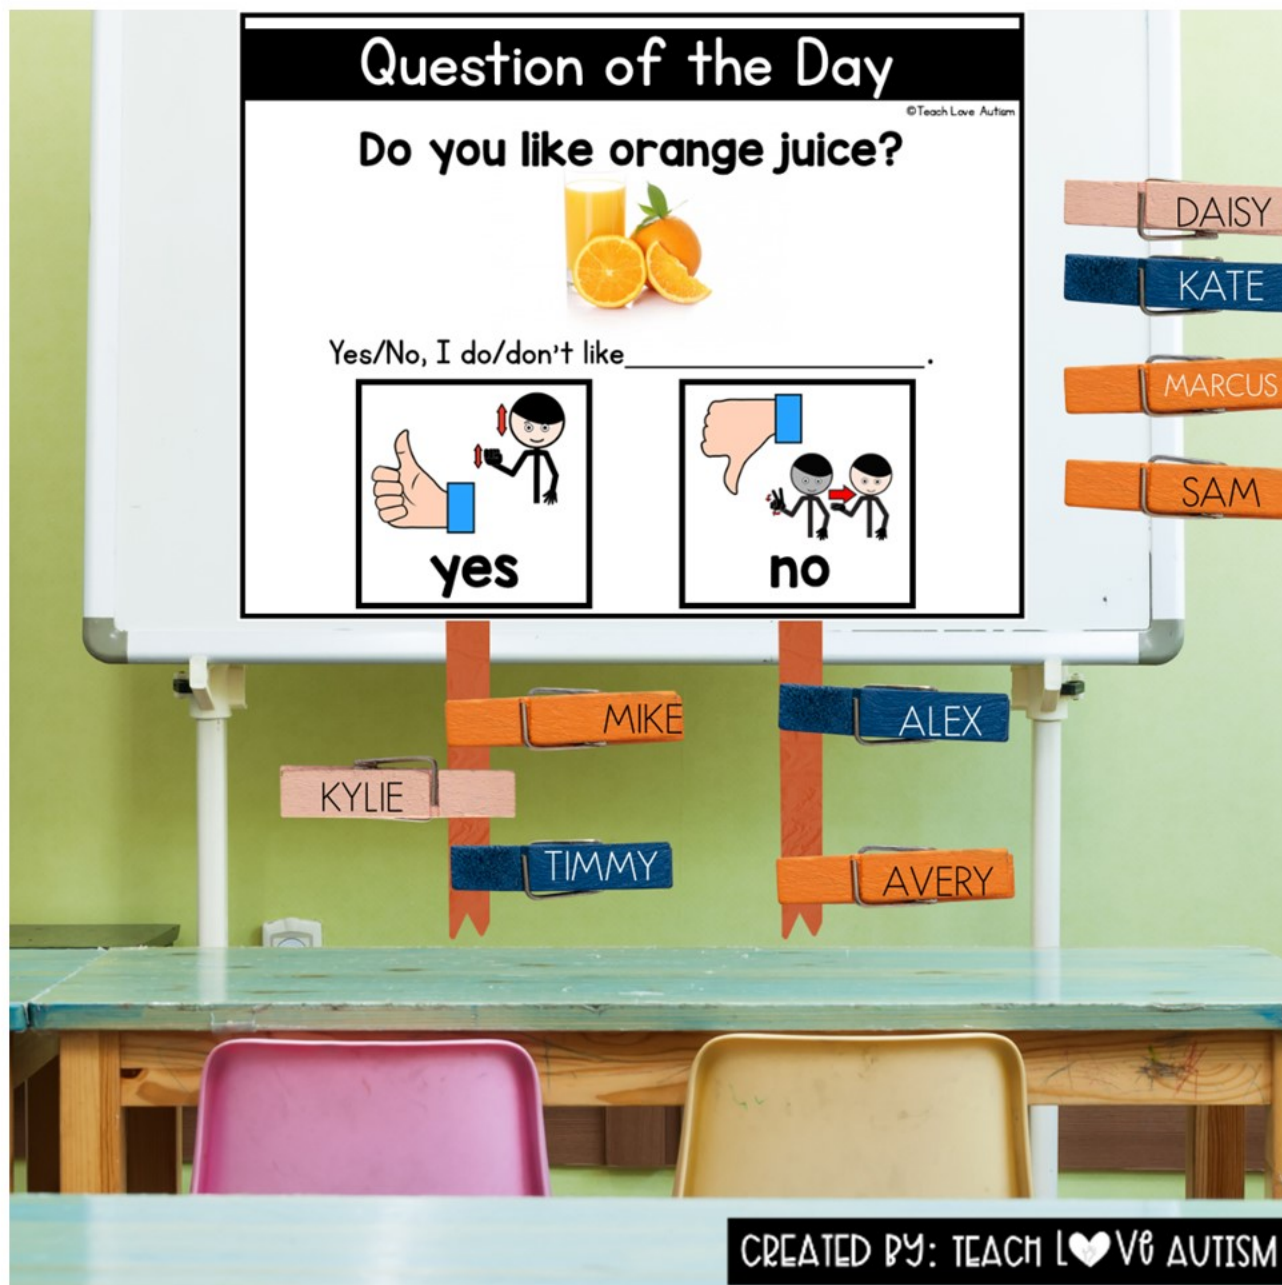 Question of the Day
©Teach Love Autism
Do you like orange juice?
Yes/No, I do/don't like______________________.
yes
no
DAISY
KATE
MARCUS
SAM
MIKE
ALEX
KYLIE
TIMMY
AVERY
CREATED BY: TEACH LOVE AUTISM